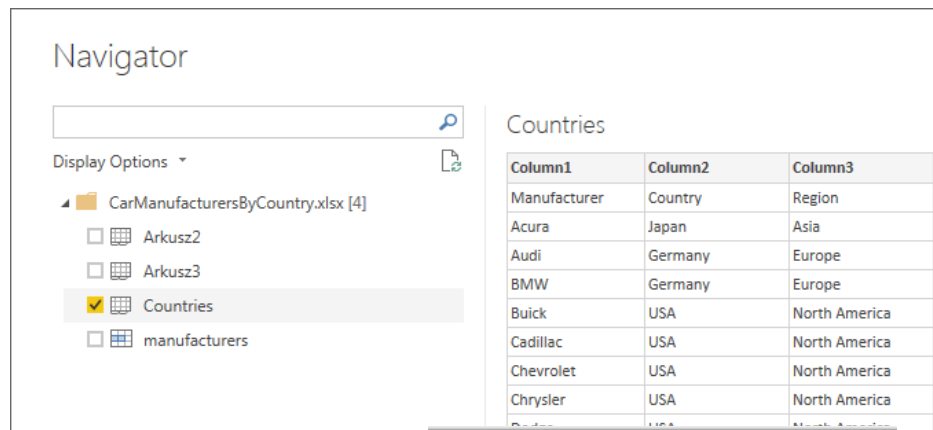 Navigator
Display Options
CarManufacturersByCountry.xlsx [4]
Arkusz2
Arkusz3
Countries
manufacturers
Countries
Column1 Column2 Column3
Manufacturer Country Region
Acura Japan Asia
Audi Germany Europe
BMW Germany Europe
Buick USA North America
Cadillac USA North America
Chevrolet USA North America
Chrysler USA North America